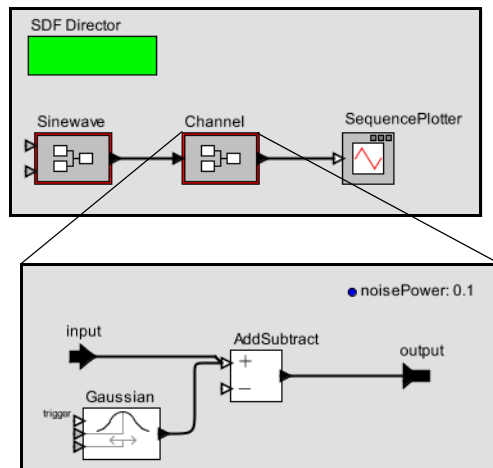 SDF Director
Sinewave
Channel
SequencePlotter
noisePower: 0.1
input
AddSubtract
output
+
−
Gaussian
trigger